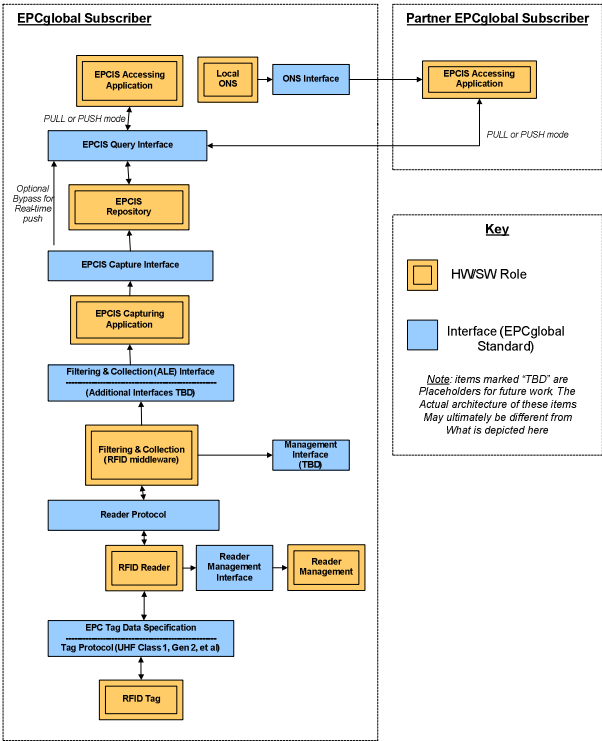 EPCglobal Subscriber
EPCIS Accessing
Application
Local
ONS
ONS Interface
PULL or PUSH mode
EPCIS Query Interface
Optional
Bypass for
Real-time
push
EPCIS
Repository
EPCIS Capture Interface
EPCIS Capturing
Application
Filtering & Collection (ALE) Interface
(Additional Interfaces TBD)
Filtering & Collection
(RFID middleware)
Management
Interface
(TBD)
Reader Protocol
RFID Reader
Reader
Management
Interface
Reader
Management
EPC Tag Data Specification
Tag Protocol (UHF Class 1, Gen 2, et al)
RFID Tag
Partner EPCglobal Subscriber
EPCIS Accessing
Application
PULL or PUSH mode
Key
HW/SW Role
Interface (EPCglobal
Standard)
Note: items marked “TBD” are
Placeholders for future work. The
Actual architecture of these items
May ultimately be different from
What is depicted here